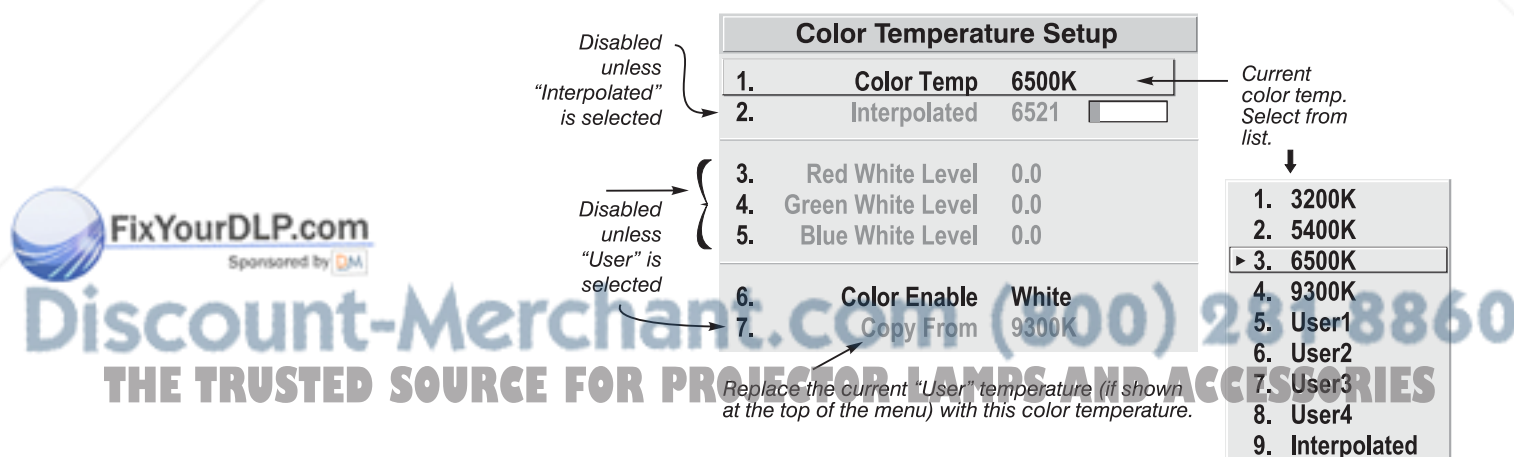 Color Temperature Setup
Disabled
unless
“Interpolated”
is selected
1. Color Temp 6500K
2. Interpolated 6521
Current
color temp.
Select from
list.
3. Red White Level 0.0
4. Green White Level 0.0
5. Blue White Level 0.0
Disabled
unless
“User” is
selected
6. Color Enable White
7. Copy From 9300K
Replace the current “User” temperature (if shown
at the top of the menu) with this color temperature.
1. 3200K
2. 5400K
3. 6500K
4. 9300K
5. User1
6. User2
7. User3
8. User4
9. Interpolated
FixYourDLP.com
Sponsored by DM
Discount-Merchant.com (800) 8860
THE TRUSTED SOURCE FOR PROJECTOR LAMPS AND ACCESSORIES